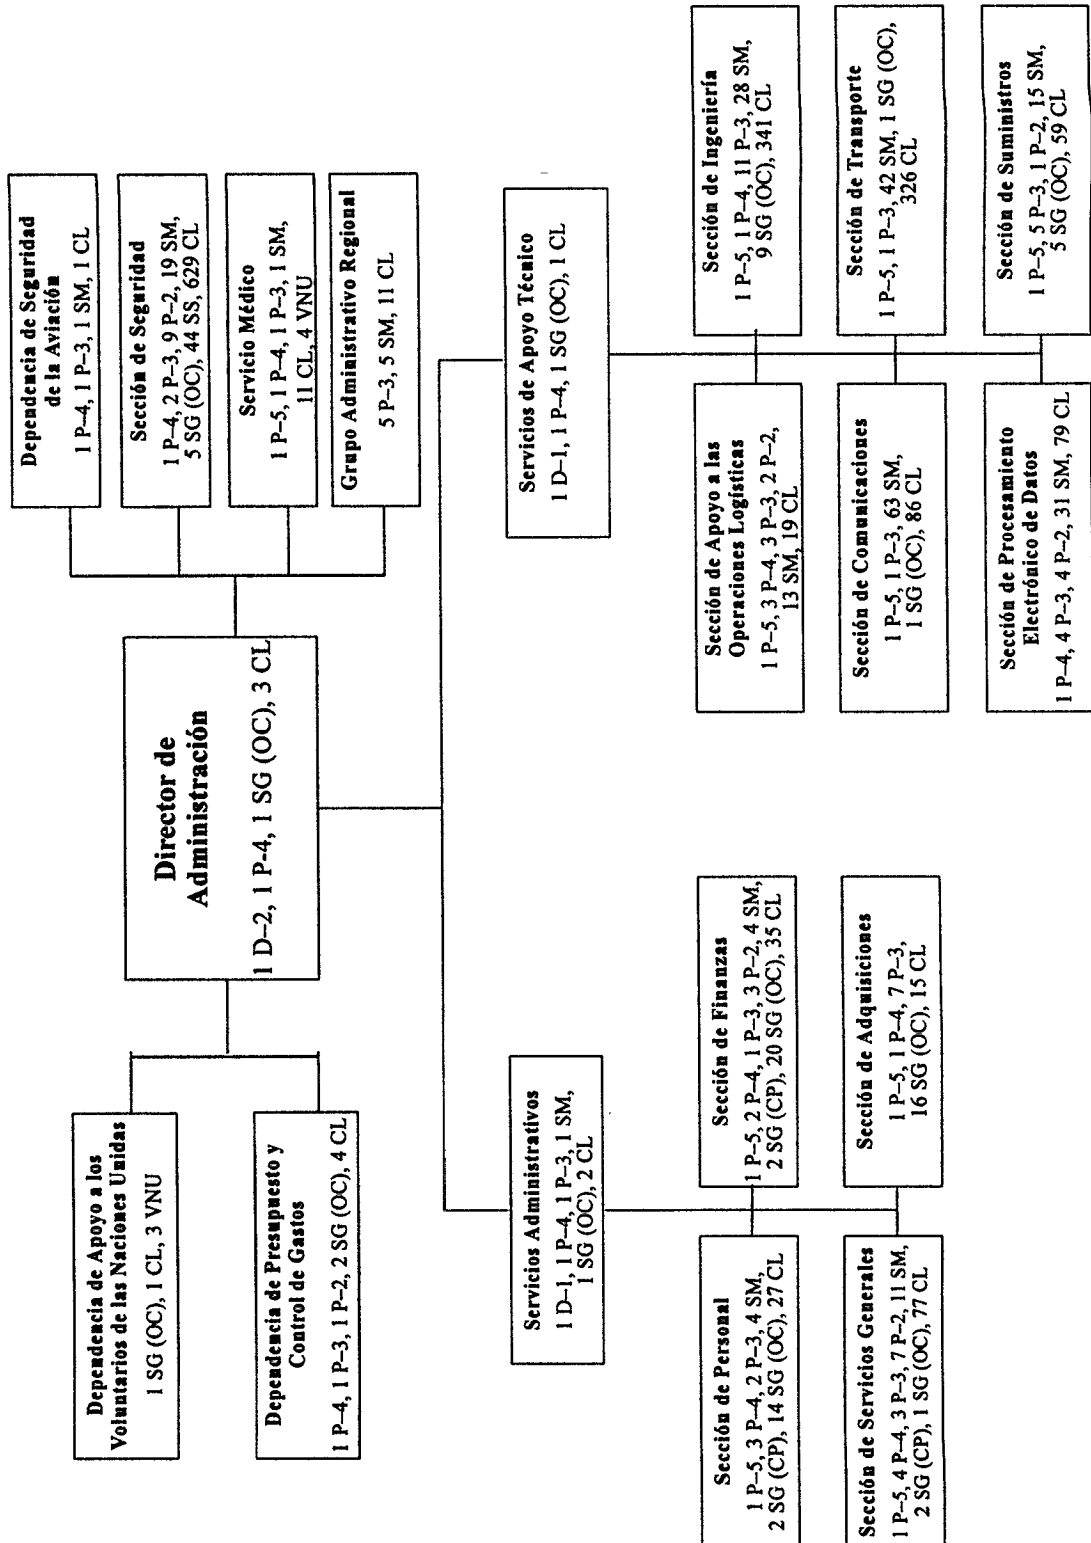 Dependencia de Apoyo a los
Voluntarios de las Naciones Unidas
1 SG (OC), 1 CL, 3 VNU
Dependencia de Presupuesto y
Control de Gastos
1 P–4, 1 P–3, 1 P–2, 2 SG (OC), 4 CL
Director de
Administración
1 D–2, 1 P-4, 1 SG (OC), 3 CL
Dependencia de Seguridad
de la Aviación
1 P–4, 1 P–3, 1 SM, 1 CL
Sección de Seguridad
1 P–4, 2 P–3, 9 P–2, 19 SM,
5 SG (OC), 44 SS, 629 CL
Servicio Médico
1 P–5, 1 P–4, 1 P–3, 1 SM,
11 CL, 4 VNU
Grupo Administrativo Regional
5 P–3, 5 SM, 11 CL
Servicios Administrativos
1 D–1, 1 P–4, 1 P–3, 1 SM,
1 SG (OC), 2 CL
Servicios de Apoyo Técnico
1 D–1, 1 P–4, 1 SG (OC), 1 CL
Sección de Personal
1 P–5, 3 P–4, 2 P–3, 4 SM,
2 SG (CP), 14 SG (OC), 27 CL
Sección de Finanzas
1 P–5, 2 P–4, 1 P–3, 3 P–2, 4 SM,
2 SG (CP), 20 SG (OC), 35 CL
Sección de Servicios Generales
1 P–5, 4 P–4, 3 P–3, 7 P–2, 11 SM,
2 SG (CP), 1 SG (OC), 77 CL
Sección de Adquisiciones
1 P–5, 1 P–4, 7 P–3,
16 SG (OC), 15 CL
Sección de Apoyo a las
Operaciones Logísticas
1 P–5, 3 P–4, 3 P–3, 2 P–2,
13 SM, 19 CL
Sección de Ingeniería
1 P–5, 1 P–4, 11 P–3, 28 SM,
9 SG (OC), 341 CL
Sección de Comunicaciones
1 P–5, 1 P–3, 63 SM,
1 SG (OC), 86 CL
Sección de Transporte
1 P–5, 1 P–3, 42 SM, 1 SG (OC),
326 CL
Sección de Procesamiento
Electrónico de Datos
1 P–4, 4 P–3, 4 P–2, 31 SM, 79 CL
Sección de Suministros
1 P–5, 5 P–3, 1 P–2, 15 SM,
5 SG (OC), 59 CL